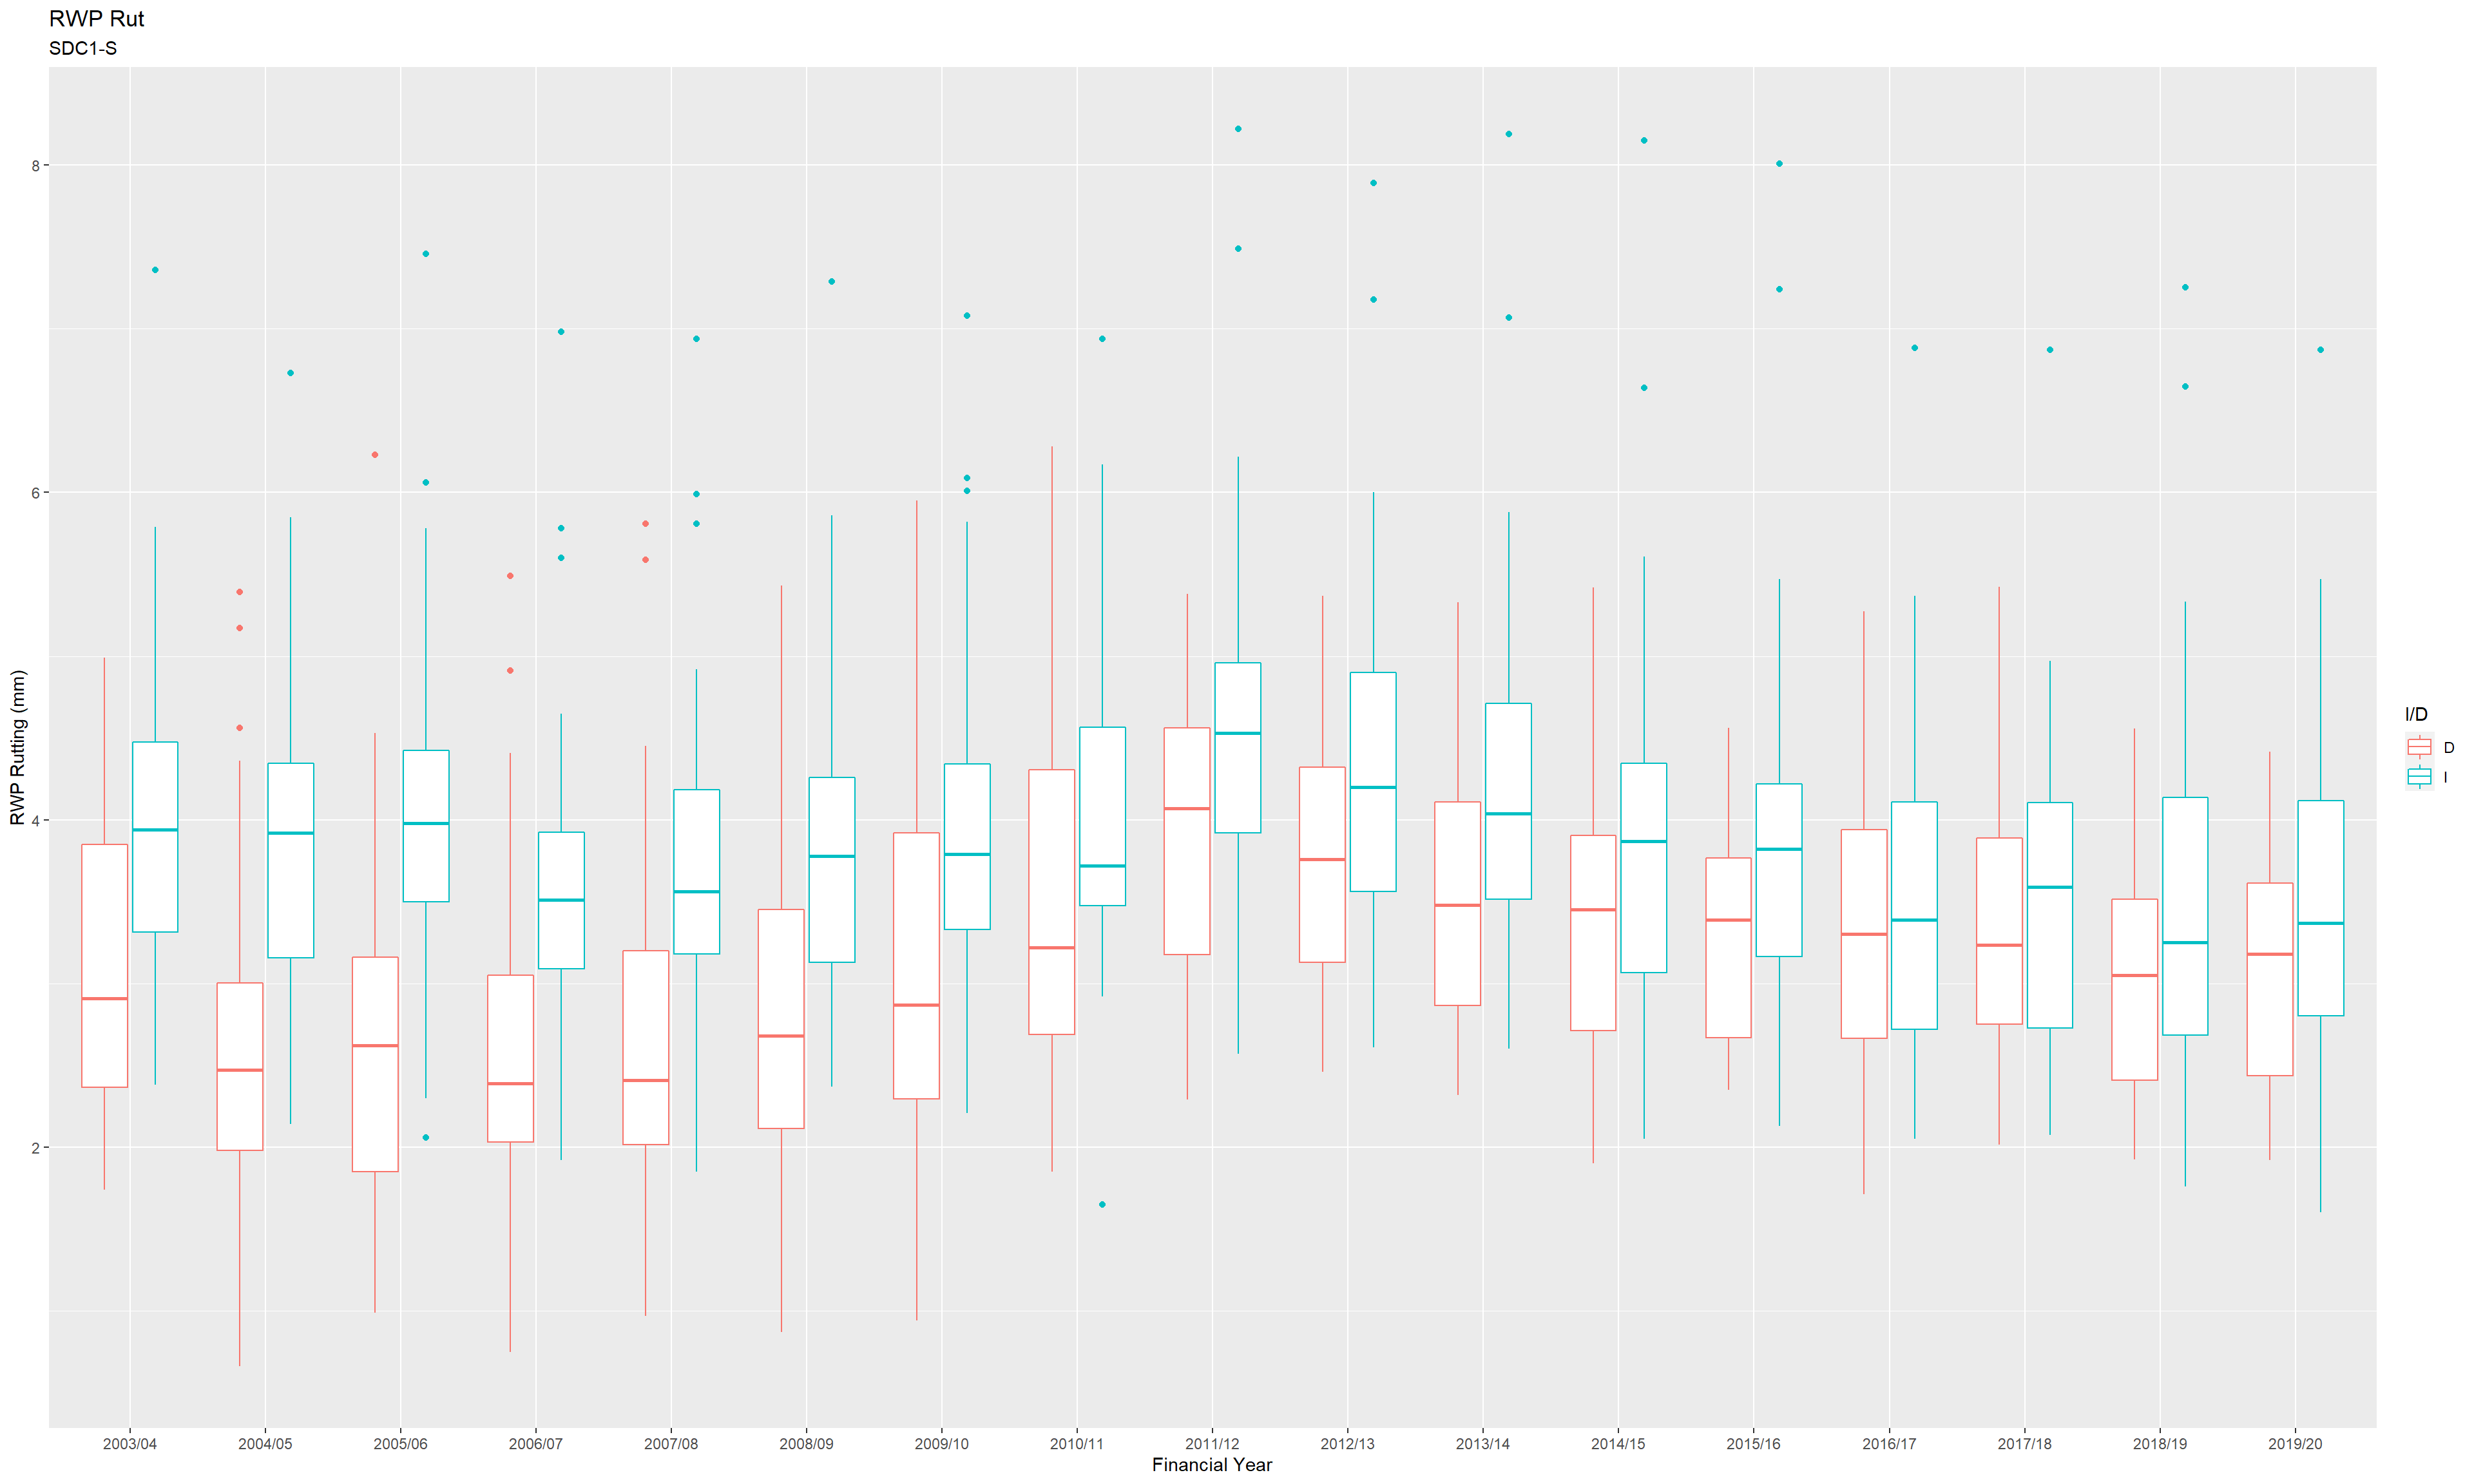 RWP Rut
SDC1-S
RWP Rutting (mm)
8
6
4
2
2003/04 2004/05 2005/06 2006/07 2007/08 2008/09 2009/10 2010/11 2011/12 2012/13 2013/14 2014/15 2015/16 2016/17 2017/18 2018/19 2019/20
Financial Year
I/D
D
I